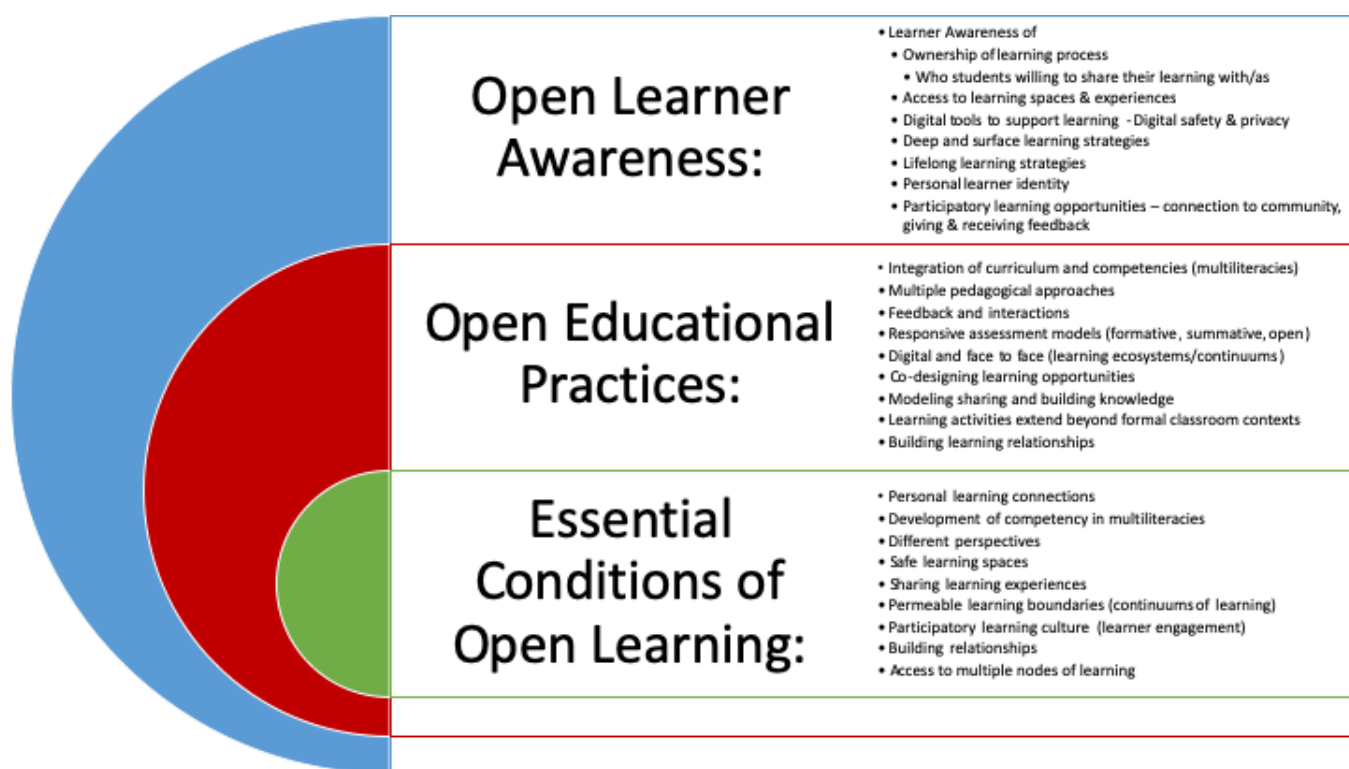 Open Learner
Awareness:
• Learner Awareness of
• Ownership of learning process
• Who students willing to share their learning with/as
• Access to learning spaces & experiences
• Digital tools to support learning - Digital safety & privacy
• Deep and surface learning strategies
• Lifelong learning strategies
• Personal learner identity
• Participatory learning opportunities – connection to community,
giving & receiving feedback
Open Educational
Practices:
• Integration of curriculum and competencies (multiliteracies)
• Multiple pedagogical approaches
• Feedback and interactions
• Responsive assessment models (formative, summative, open)
• Digital and face to face (learning ecosystems/continuums)
• Co-designing learning opportunities
• Modeling sharing and building knowledge
• Learning activities extend beyond formal classroom contexts
• Building learning relationships
Essential
Conditions of
Open Learning:
• Personal learning connections
• Development of competency in multiliteracies
• Different perspectives
• Safe learning spaces
• Sharing learning experiences
• Permeable learning boundaries (continuums of learning)
• Participatory learning culture (learner engagement)
• Building relationships
• Access to multiple nodes of learning